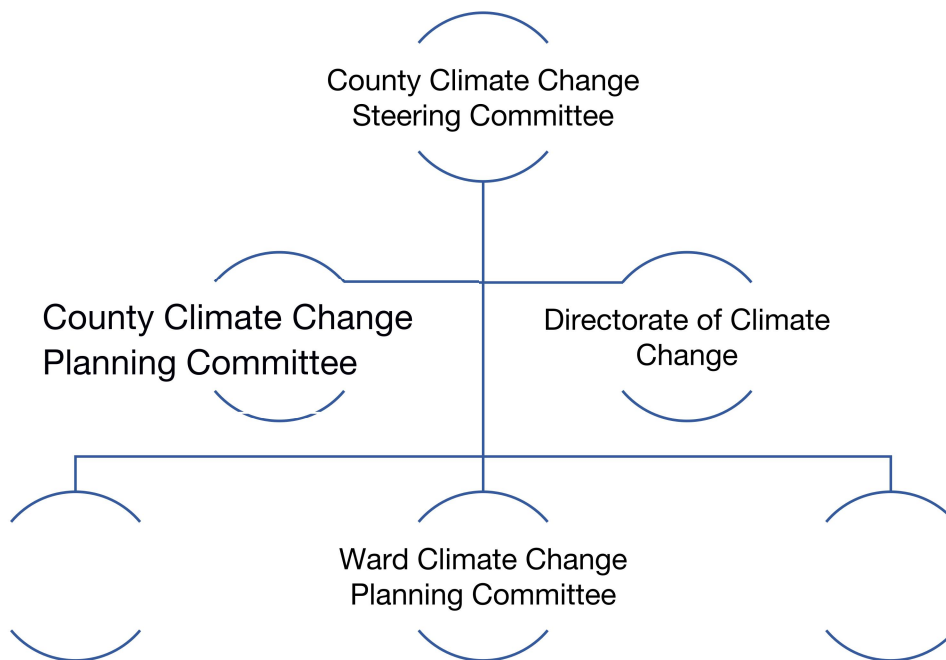 County Climate Change
Steering Committee
County Climate Change
Planning Committee
Directorate of Climate
Change
Ward Climate Change
Planning Committee